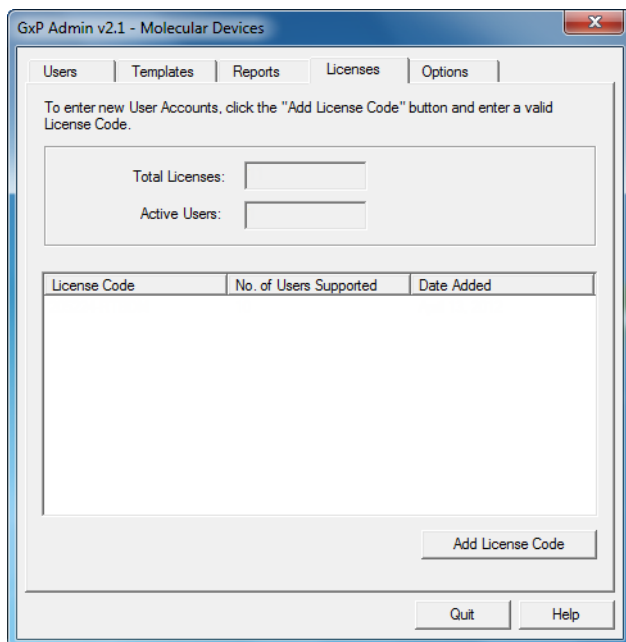 GxP Admin v2.1 - Molecular Devices
Users Templates Reports Licenses Options
To enter new User Accounts, click the "Add License Code" button and enter a valid
License Code.
Total Licenses:
Active Users:
License Code No. of Users Supported Date Added
Add License Code
Quit Help